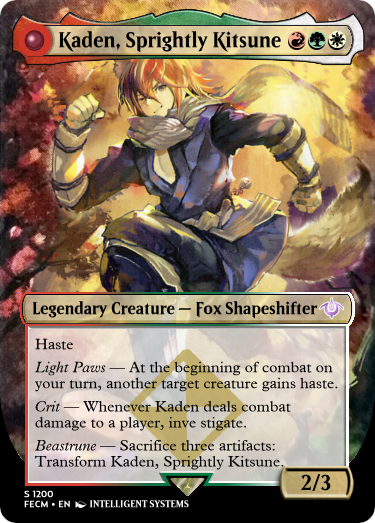 Kaden, Sprightly Kitsune
Legendary Creature — Fox Shapeshifter
Haste
Light Paws — At the beginning of combat on
your turn, another target creature gains haste.
Crit — Whenever Kaden deals combat
damage to a player, inve stigate.
Beastrune — Sacrifice three artifacts:
Transform Kaden, Sprightly Kitsune.
2/3
S 1200
FECM • EN INTELLIGENT SYSTEMS